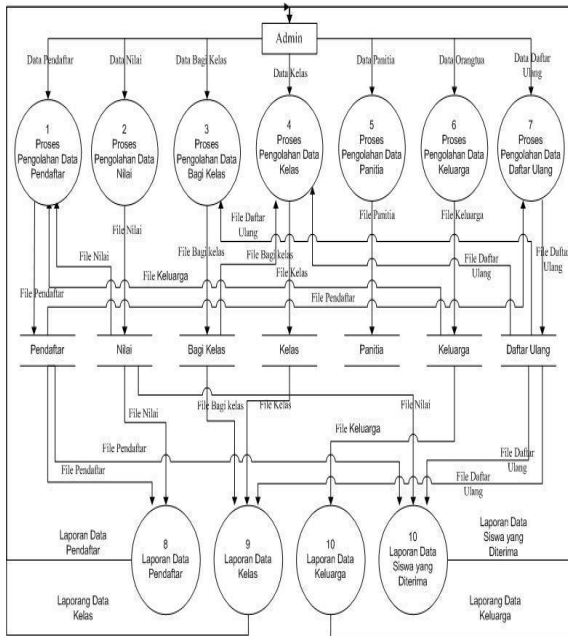 Admin
Data Pendaftar
Data Nilai
Data Bagi Kelas
Data Kelas
Data Panitia
Data Orangtua
Data Daftar
Ulang
1
Proses
Pengolahan Data
Pendaftar
2
Proses
Pengolahan Data
Nilai
3
Proses
Pengolahan Data
Bagi Kelas
4
Proses
Pengolahan Data
Kelas
5
Proses
Pengolahan Data
Panitia
6
Proses
Pengolahan Data
Keluarga
7
Proses
Pengolahan Data
Daftar Ulang
File Nilai
File Daftar
Ulang
File Panitia
File Keluarga
File Nilai
File Bagi kelas
File Bagi kelas
File Kelas
File Daftar
Ulang
File Daftar
Ulang
File Keluarga
File Pendaftar
File Pendaftar
Pendaftar
Nilai
Bagi Kelas
Kelas
Panitia
Keluarga
Daftar Ulang
File Nilai
File Bagi kelas
File Kelas
File Nilai
File Keluarga
File Pendaftar
File Pendaftar
File Daftar
Ulang
File Daftar
Ulang
Laporan Data
Pendaftar
8
Laporan Data
Pendaftar
9
Laporan Data
Kelas
10
Laporan Data
Keluarga
10
Laporan Data
Siswa yang
Diterima
Laporan Data
Siswa yang
Diterima
Laporang Data
Kelas
Laporang Data
Keluarga